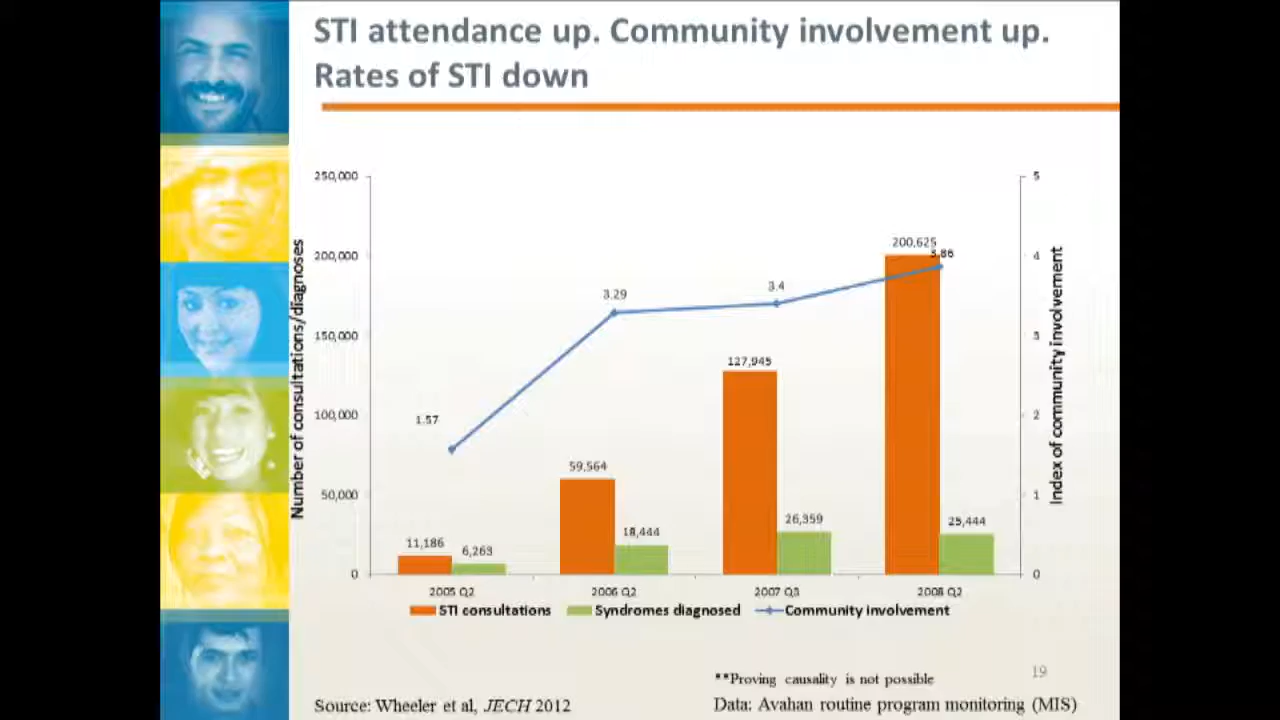 STI attendance up. Community involvement up.
Rates of STI down
250,000
200,000
150,000
100,000
50,000
0
Number of consultations/diagnoses
5
4
3
2
1
0
Index of community involvement
1.57
3.29
3.4
3.86
11,186
6,263
59,564
18,444
127,945
26,359
200,625
25,444
2005 Q2
2006 Q2
2007 Q3
2008 Q2
STI consultations
Syndromes diagnosed
Community involvement
**Proving causality is not possible
19
Source: Wheeler et al, JECH 2012
Data: Avahan routine program monitoring (MIS)